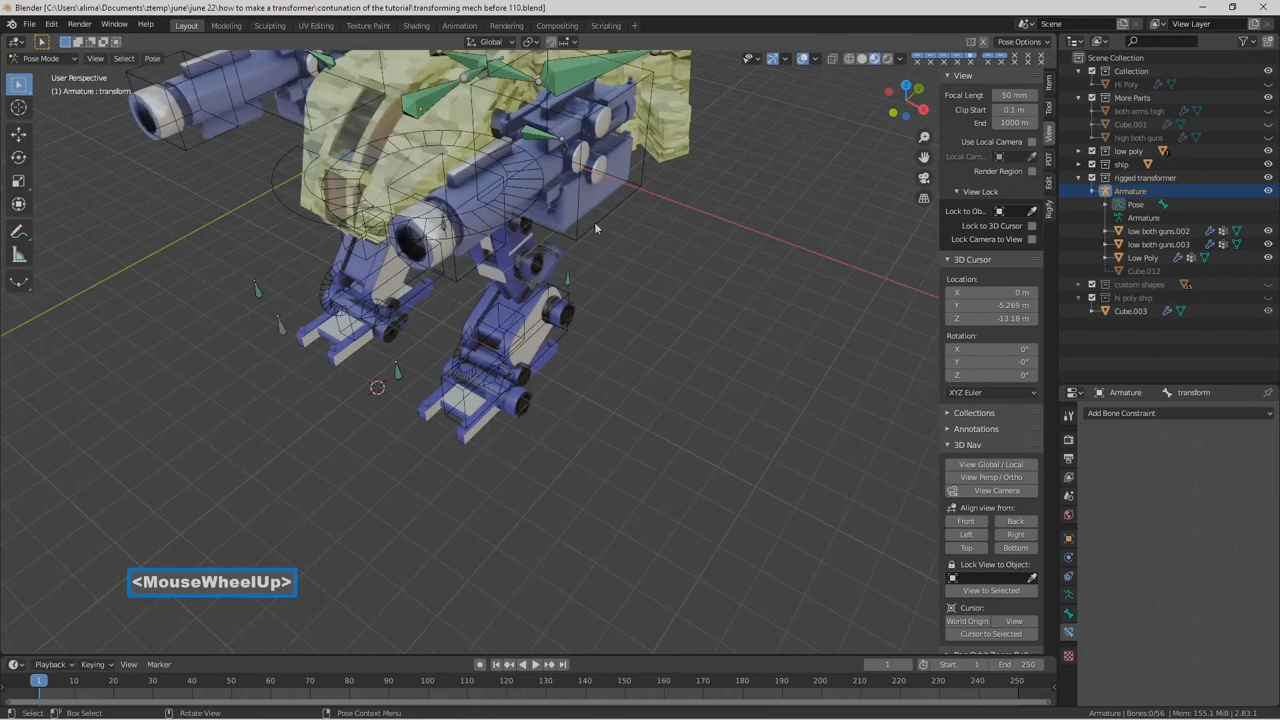 [C:\Users\alima\Documents\ztemp\june\june 22\how to make a transformer\contunation of the tutorial\transforming mech before 110.blend]
File Edit Render Window Help Layout Modeling Sculpting UV Editing Texture Paint Shading Animation Rendering Compositing Scripting Scene View Layer
Global Pose Options
Pose Mode View Select Pose
User Perspective
(1) Armature : transform
View
Focal Lengt 50 mm
Clip Start 0.1 m
End 1000 m
Use Local Camera
Local Cam...
Render Region
View Lock
Lock to Ob...
Lock to 3D Cursor
Lock Camera to View
3D Cursor
Location:
X 0 m
Y -5.269 m
Z -13.18 m
Rotation:
X 0°
Y -0°
Z 0°
XYZ Euler
Collections
Annotations
3D Nav
View Global / Local
View Persp / Ortho
View Camera
Align view from:
Front Back
Left Right
Top Bottom
Lock View to Object:
View to Selected
Cursor:
World Origin View
Cursor to Selected
Item
Tool
View
PDT
Edit
Rigify
Scene Collection
Collection
Hi Poly
More Parts
both arms high
Cube.001
high both guns
low poly
ship
rigged transformer
Armature
Pose
Armature
low both guns.002
low both guns.003
Low Poly
Cube.012
custom shapes 15
hi poly ship
Cube.003
Armature transform
Add Bone Constraint
<MouseWheelUp>
Playback Keying View Marker 1 Start 1 End 250
1 10 20 30 40 50 60 70 80 90 100 110 120 130 140 150 160 170 180 190 200 210 220 230 240 250
Select Box Select Rotate View Pose Context Menu Armature | Bones:0/56 | Mem: 155.1 MiB | 2.83.1